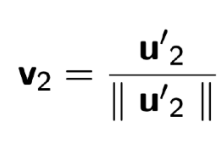 v₂ = u′₂ / ‖ u′₂ ‖